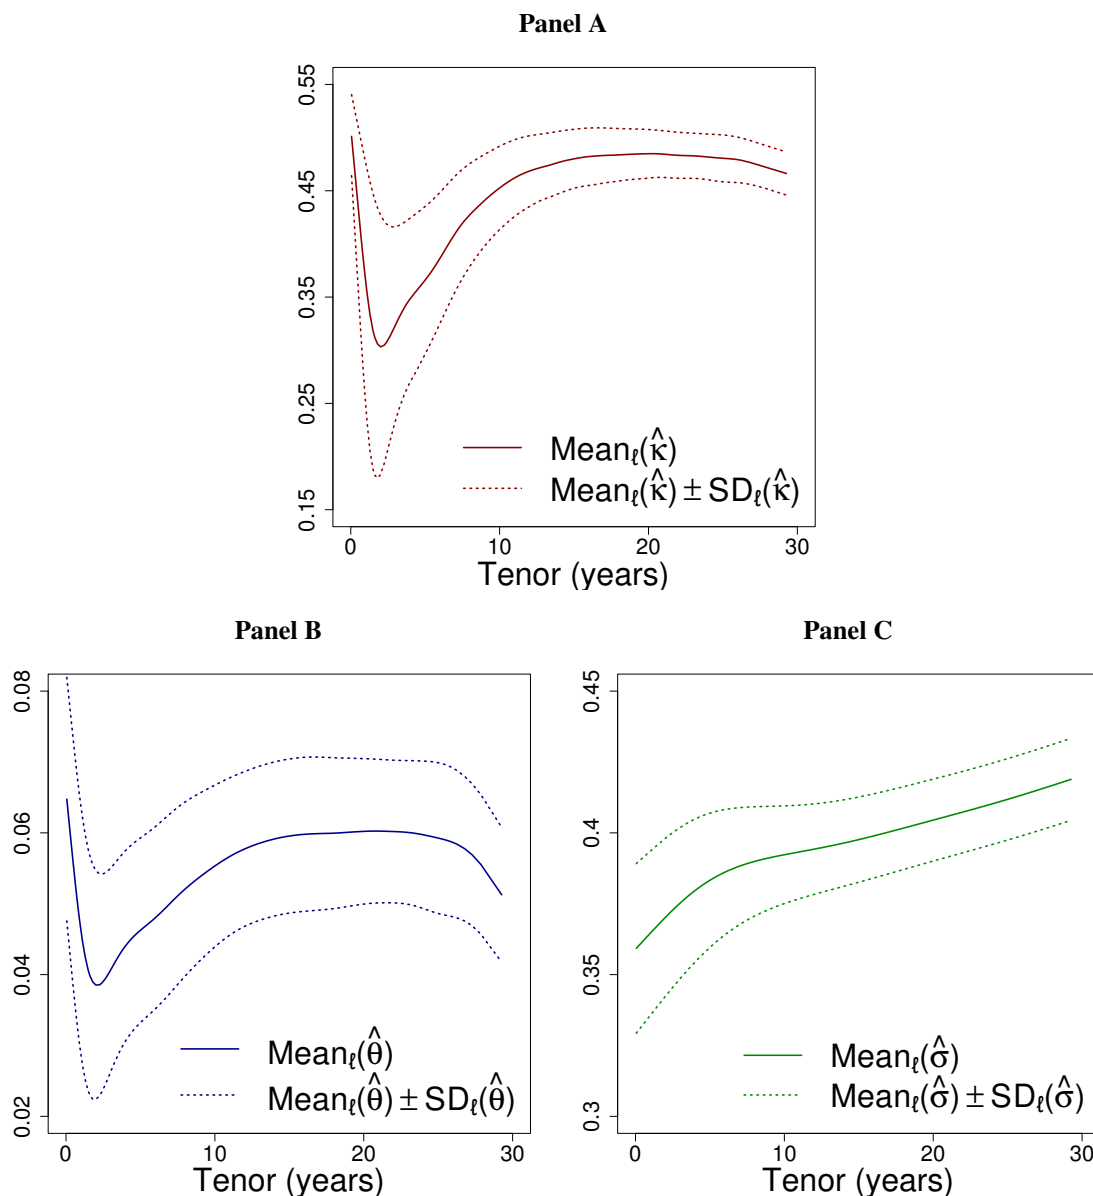 Panel A
0.55
0.45
0.35
0.25
0.15
Mean_ℓ(κ̂)
Mean_ℓ(κ̂) ± SD_ℓ(κ̂)
0 10 20 30
Tenor (years)
Panel B
0.08
0.06
0.04
0.02
Mean_ℓ(θ̂)
Mean_ℓ(θ̂) ± SD_ℓ(θ̂)
0 10 20 30
Tenor (years)
Panel C
0.45
0.4
0.35
0.3
Mean_ℓ(σ̂)
Mean_ℓ(σ̂) ± SD_ℓ(σ̂)
0 10 20 30
Tenor (years)